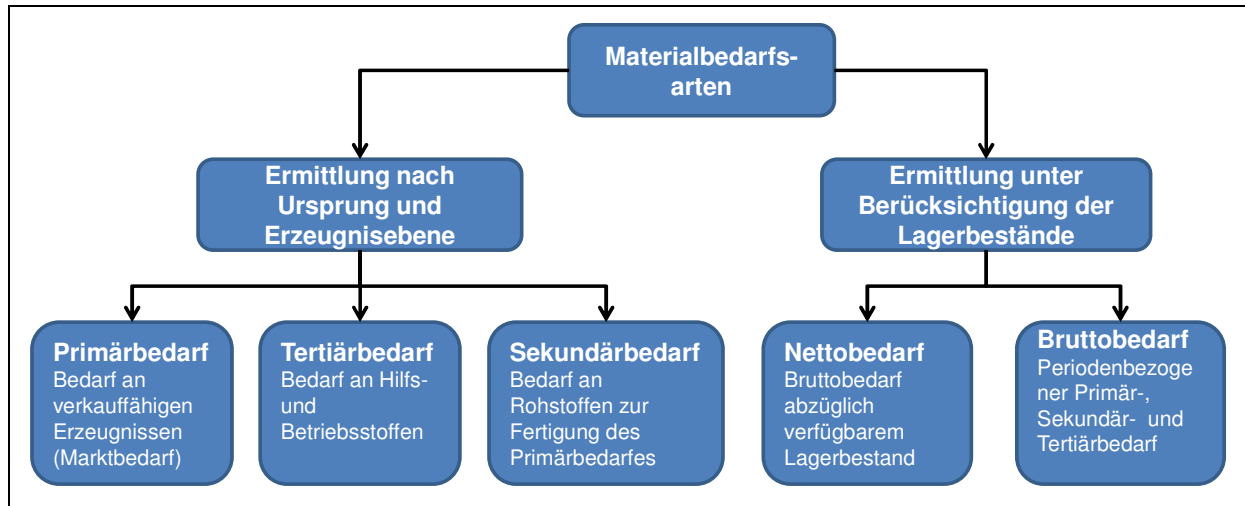 Materialbedarfs-
arten
Ermittlung nach
Ursprung und
Erzeugnisebene
Ermittlung unter
Berücksichtigung der
Lagerbestände
Primärbedarf
Bedarf an
verkauffähigen
Erzeugnissen
(Marktbedarf)
Tertiärbedarf
Bedarf an Hilfs-
und
Betriebsstoffen
Sekundärbedarf
Bedarf an
Rohstoffen zur
Fertigung des
Primärbedarfes
Nettobedarf
Bruttobedarf
abzüglich
verfügbarem
Lagerbestand
Bruttobedarf
Periodenbezoge
ner Primär-,
Sekundär- und
Tertiärbedarf